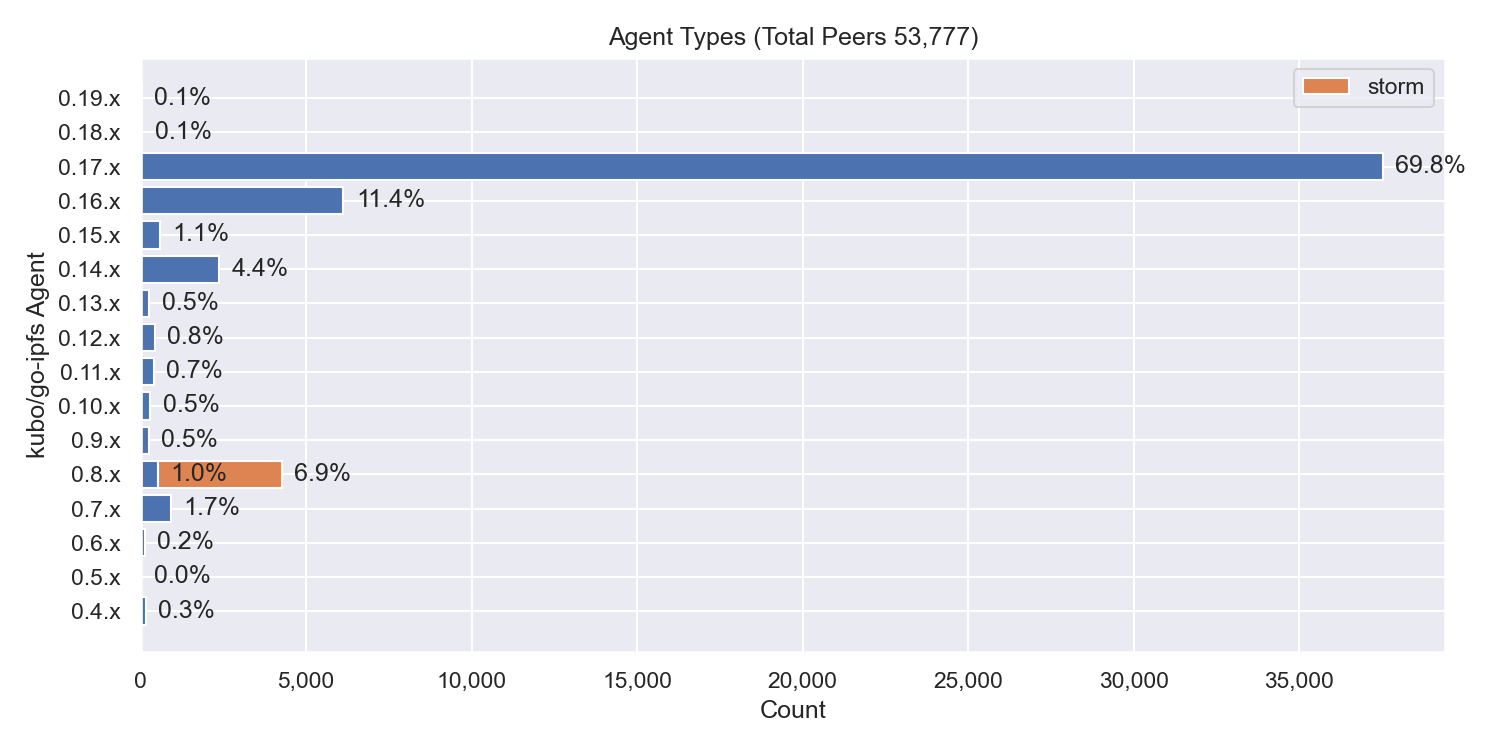 Agent Types (Total Peers 53,777)
storm
kubo/go-ipfs Agent
0.19.x 0.1%
0.18.x 0.1%
0.17.x 69.8%
0.16.x 11.4%
0.15.x 1.1%
0.14.x 4.4%
0.13.x 0.5%
0.12.x 0.8%
0.11.x 0.7%
0.10.x 0.5%
0.9.x 0.5%
0.8.x 1.0% 6.9%
0.7.x 1.7%
0.6.x 0.2%
0.5.x 0.0%
0.4.x 0.3%
0 5,000 10,000 15,000 20,000 25,000 30,000 35,000
Count